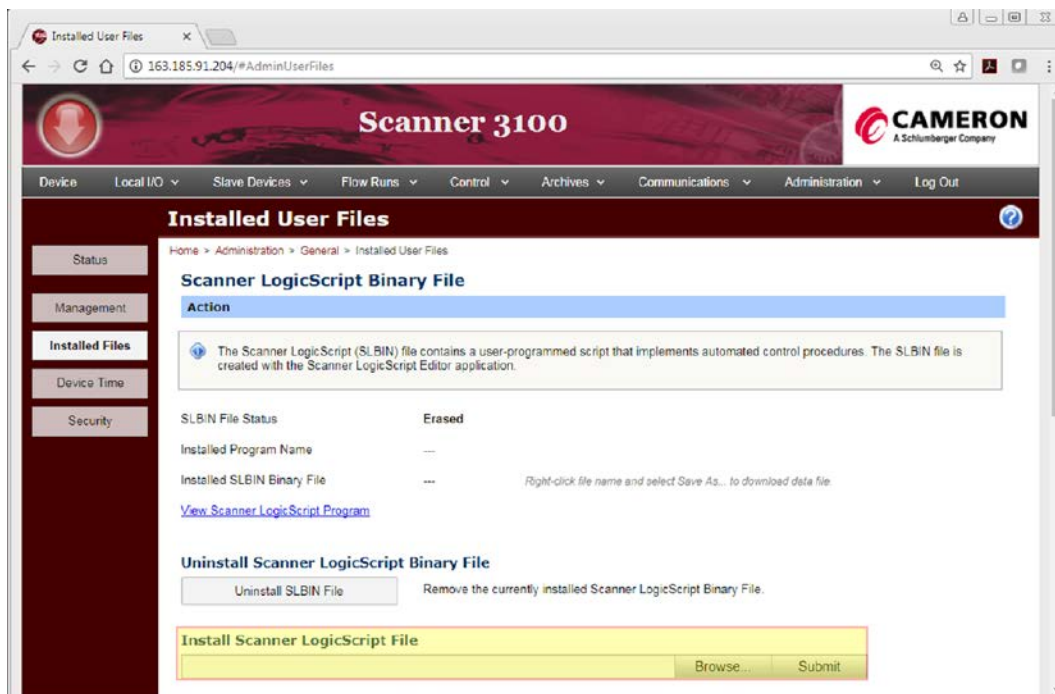 Installed User Files
163.185.91.204/#AdminUserFiles
Scanner 3100
CAMERON
A Schlumberger Company
Device Local I/O Slave Devices Flow Runs Control Archives Communications Administration Log Out
Installed User Files
Home > Administration > General > Installed User Files
Status
Management
Installed Files
Device Time
Security
Scanner LogicScript Binary File
Action
The Scanner LogicScript (SLBIN) file contains a user-programmed script that implements automated control procedures. The SLBIN file is
created with the Scanner LogicScript Editor application.
SLBIN File Status Erased
Installed Program Name ---
Installed SLBIN Binary File --- Right-click file name and select Save As... to download data file.
View Scanner LogicScript Program
Uninstall Scanner LogicScript Binary File
Uninstall SLBIN File Remove the currently installed Scanner LogicScript Binary File.
Install Scanner LogicScript File
Browse... Submit